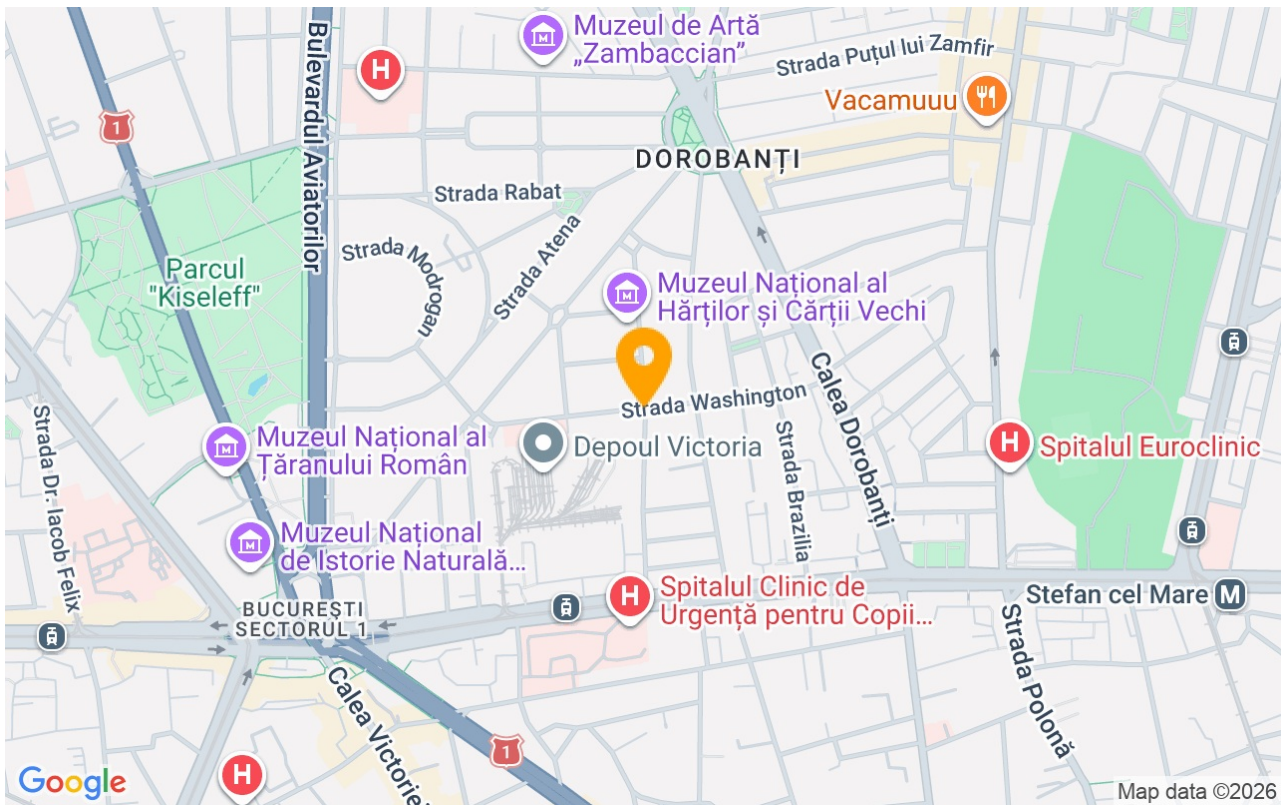 Muzeul de Artă
„Zambaccian”
Strada Puțul lui Zamfir
Vacamuuu
H
1
Bulevardul Aviatorilor
DOROBANȚI
Strada Rabat
Strada Atena
Strada Modrogan
Parcul
"Kiseleff"
Muzeul Național al
Hărților și Cărții Vechi
Strada Washington
Calea Dorobanți
Strada Brazilia
Depoul Victoria
H
Spitalul Euroclinic
Muzeul Național al
Țăranului Român
Strada Dr. Iacob Felix
Muzeul Național
de Istorie Naturală...
BUCUREȘTI
SECTORUL 1
H
Spitalul Clinic de
Urgență pentru Copii...
Stefan cel Mare
M
Strada Polonă
Calea Victorie
1
H
Google
Map data ©2026